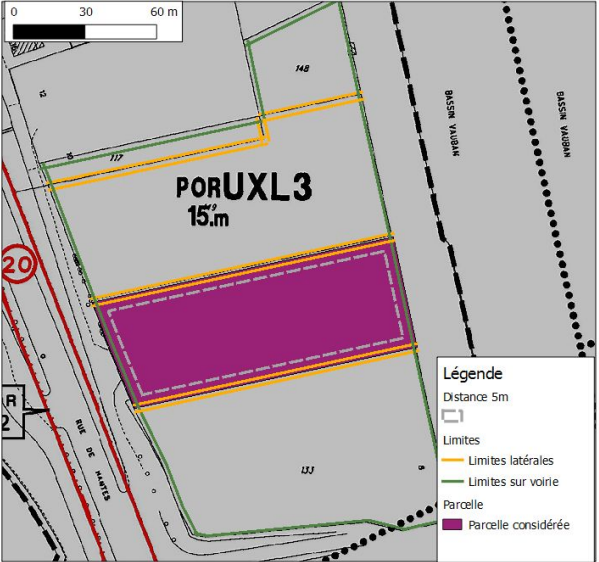 0 30 60 m
148
12
10
117
BASSIN VAUBAN
BASSIN VAUBAN
PORUXL3
15.m
20
R
2
RUE DE NANTES
133
Légende
Distance 5m
Limites
Limites latérales
Limites sur voirie
Parcelle
Parcelle considérée